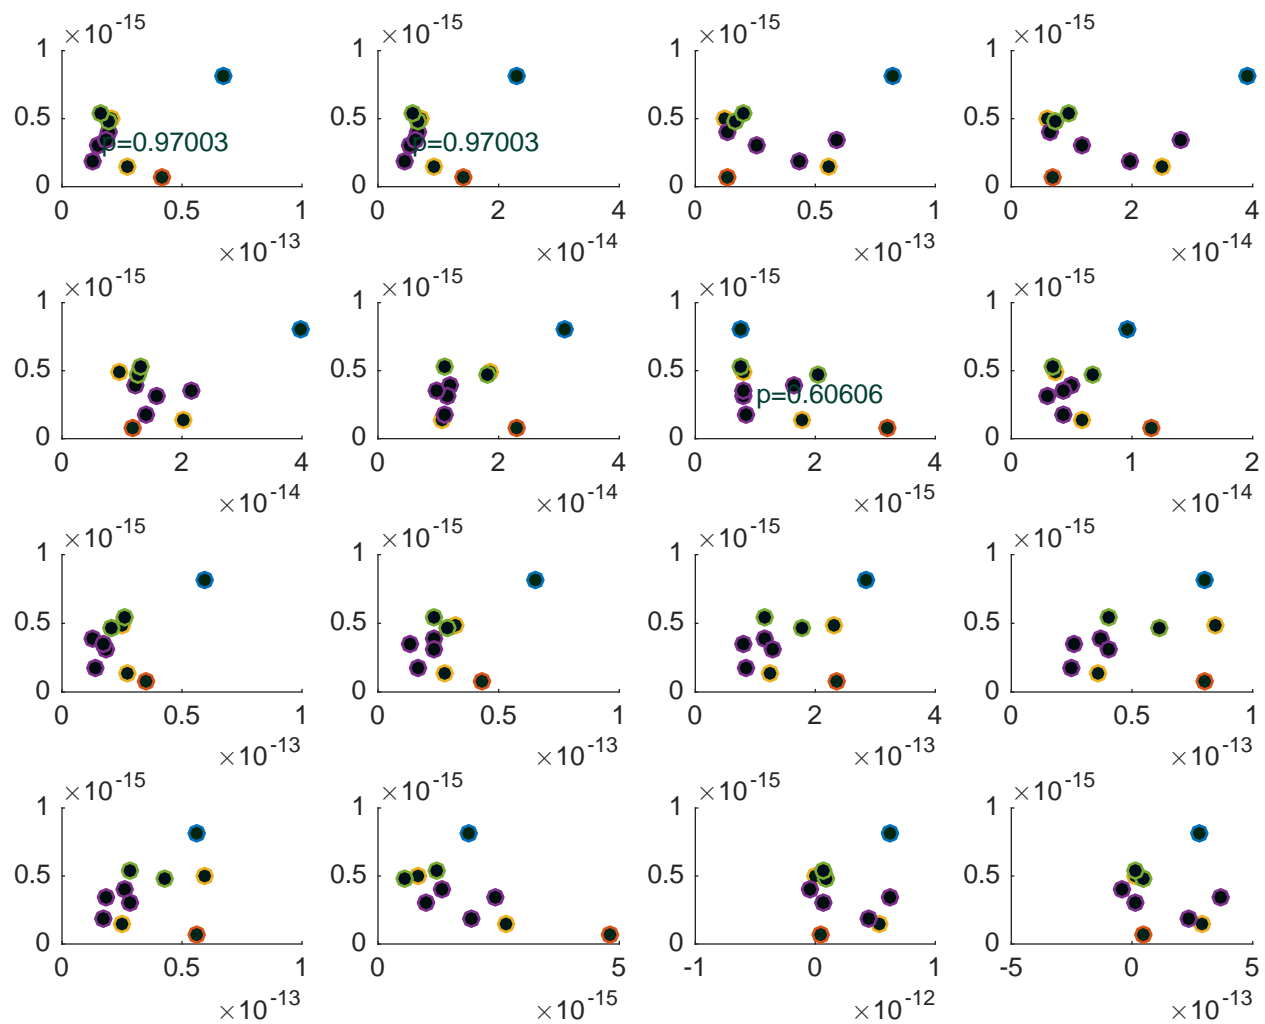 ×10-15 ×10-15 ×10-15 ×10-15
1 1 1 1
0.5 0.5 0.5 0.5
p=0.97003 p=0.97003
0 0 0 0
0 0.5 1 0 2 4 0 0.5 1 0 2 4
×10-13 ×10-14 ×10-13 ×10-14
×10-15 ×10-15 ×10-15 ×10-15
1 1 1 1
0.5 0.5 0.5 0.5
p=0.60606
0 0 0 0
0 2 4 0 2 4 0 2 4 0 1 2
×10-14 ×10-14 ×10-15 ×10-14
×10-15 ×10-15 ×10-15 ×10-15
1 1 1 1
0.5 0.5 0.5 0.5
0 0 0 0
0 0.5 1 0 0.5 1 0 2 4 0 0.5 1
×10-13 ×10-13 ×10-13 ×10-13
×10-15 ×10-15 ×10-15 ×10-15
1 1 1 1
0.5 0.5 0.5 0.5
0 0 0 0
0 0.5 1 0 5 -1 0 1 -5 0 5
×10-13 ×10-15 ×10-12 ×10-13